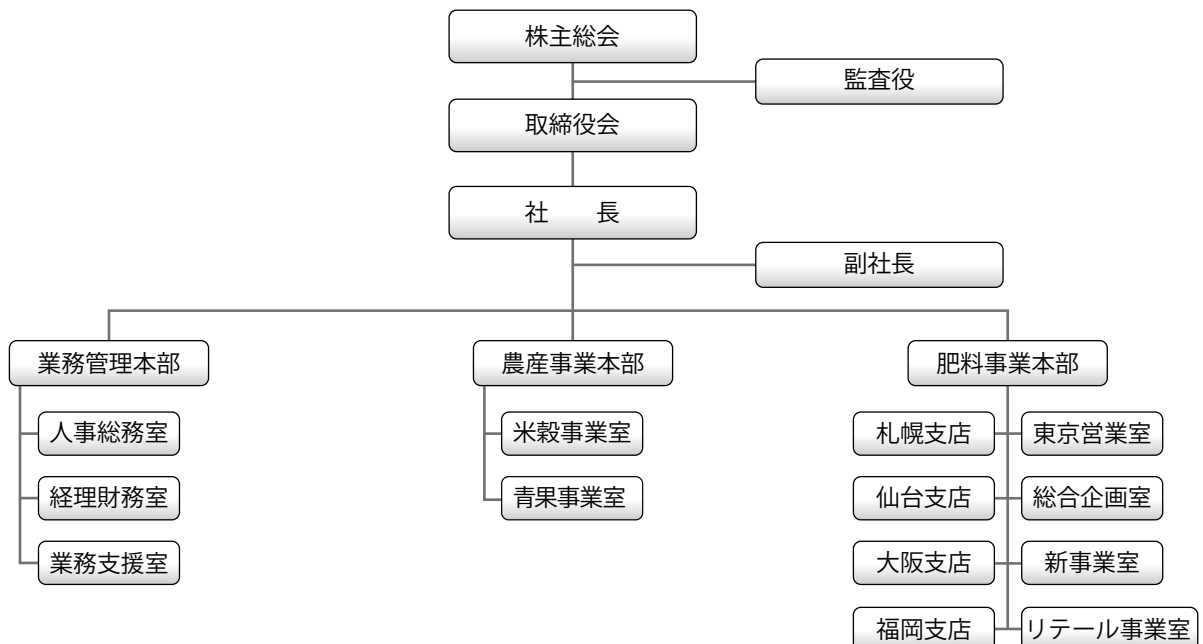 株主総会
監査役
取締役会
社　　長
副社長
業務管理本部
農産事業本部
肥料事業本部
人事総務室
経理財務室
業務支援室
米穀事業室
青果事業室
札幌支店
東京営業室
仙台支店
総合企画室
大阪支店
新事業室
福岡支店
リテール事業室